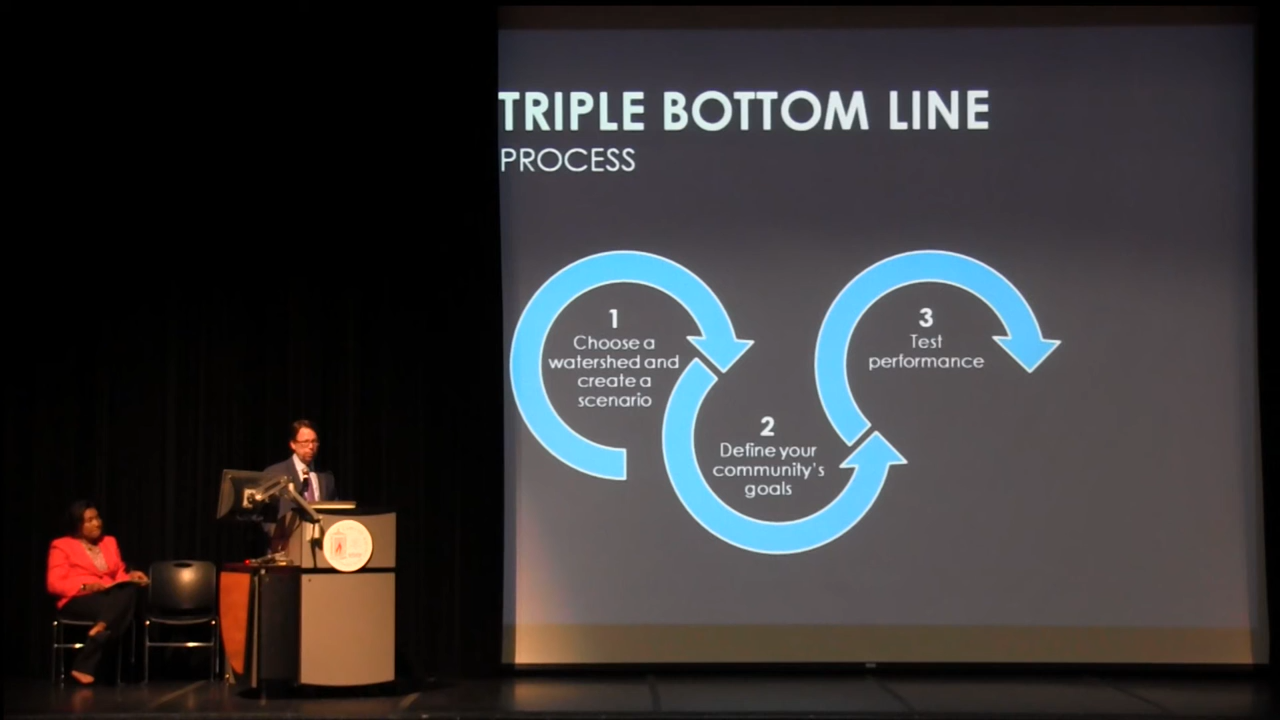 TRIPLE BOTTOM LINE
PROCESS
1
Choose a
watershed and
create a
scenario
2
Define your
community's
goals
3
Test
performance